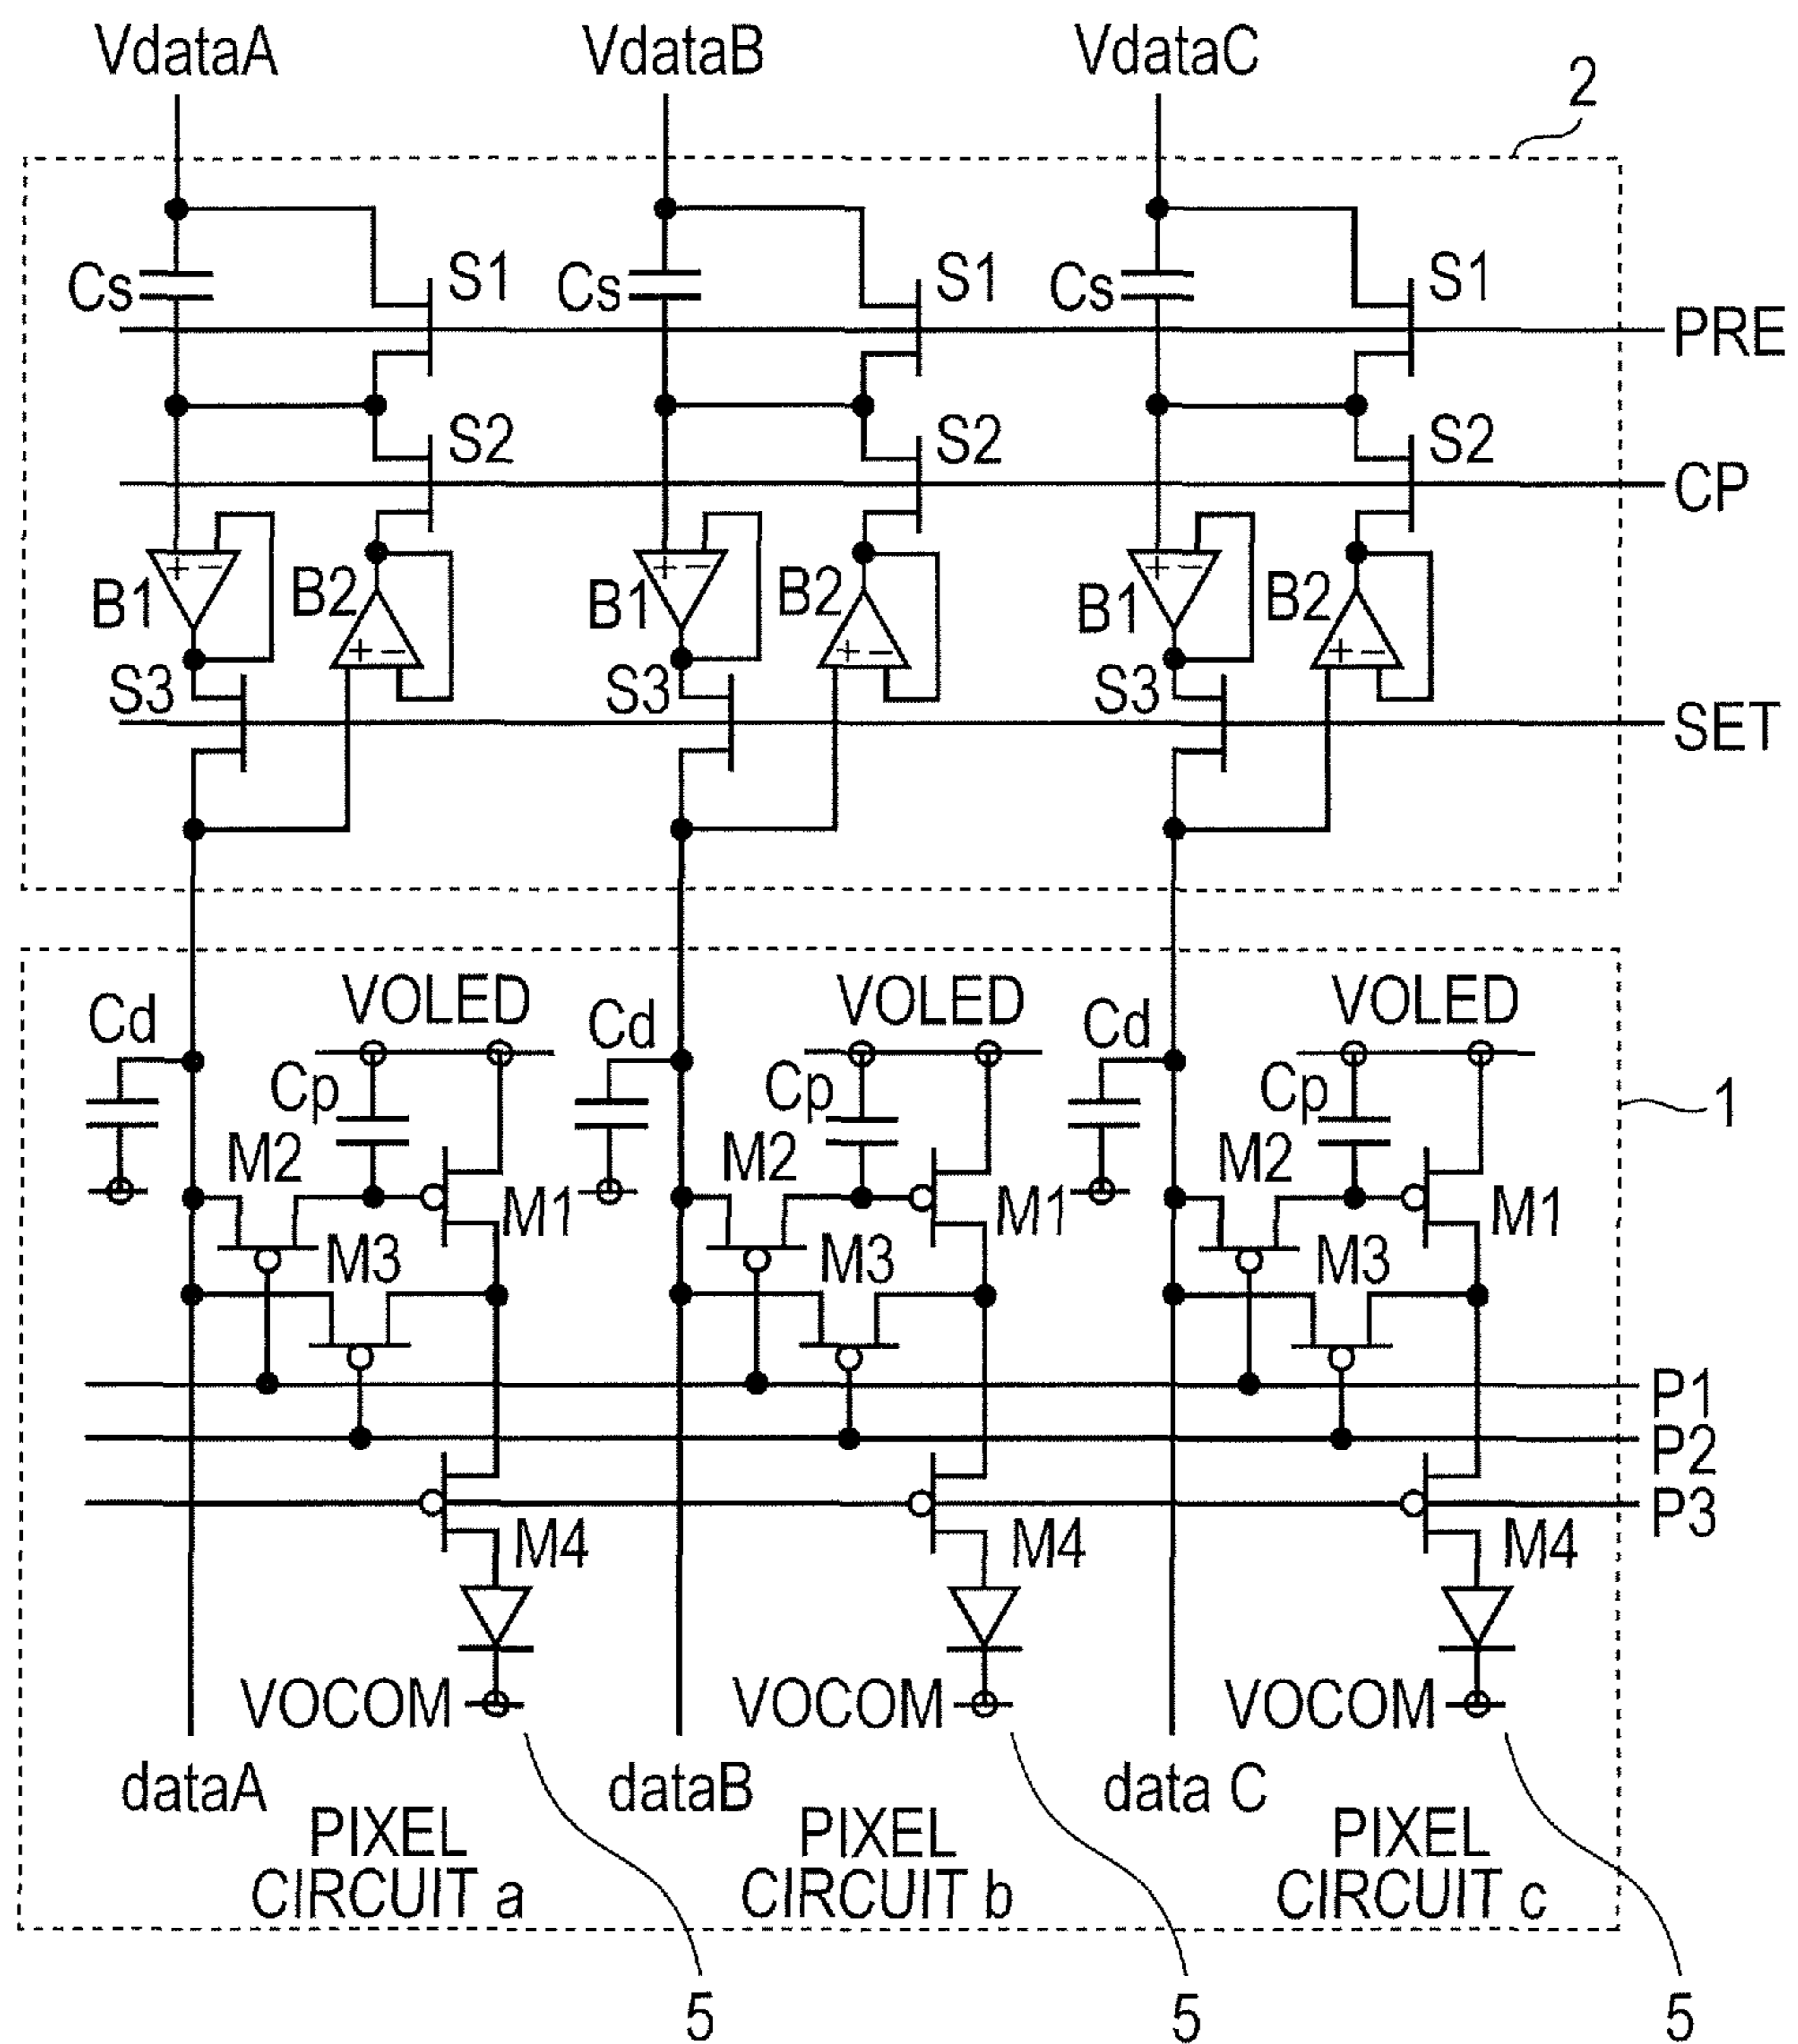 VdataA VdataB VdataC
2
Cs S1 Cs S1 Cs S1
PRE
S2 S2 S2
CP
+ − + − + −
B1 B2 B1 B2 B1 B2
+ − + − + −
S3 S3 S3
SET
Cd VOLED Cd VOLED Cd VOLED
Cp Cp Cp
1
M2 M1 M2 M1 M2 M1
M3 M3 M3
P1
P2
P3
M4 M4 M4
VOCOM VOCOM VOCOM
dataA dataB data C
PIXEL PIXEL PIXEL
CIRCUIT a CIRCUIT b CIRCUIT c
5 5 5